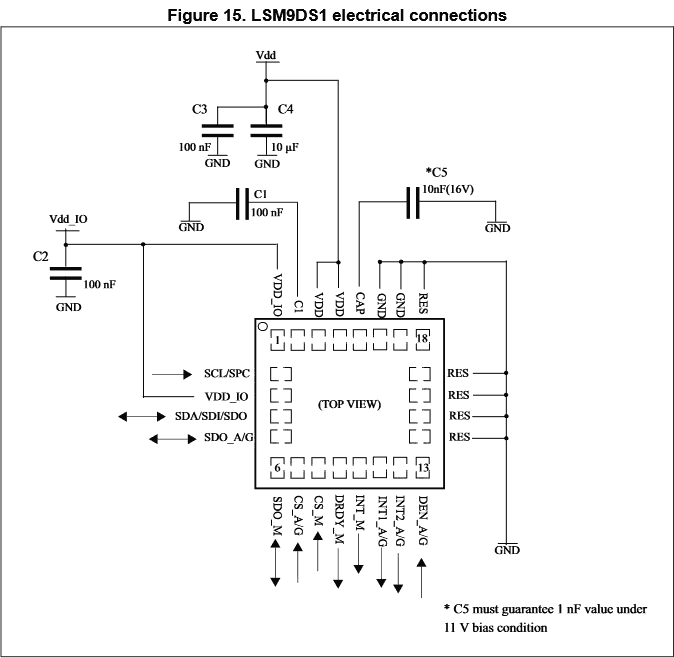 Figure 15. LSM9DS1 electrical connections
Vdd
C3
C4
100 nF
10 µF
GND
GND
*C5
10nF(16V)
C1
100 nF
GND
GND
Vdd_IO
C2
100 nF
GND
VDD_IO
C1
VDD
VDD
CAP
GND
GND
RES
1
18
SCL/SPC
RES
VDD_IO
(TOP VIEW)
RES
SDA/SDI/SDO
RES
SDO_A/G
RES
6
13
SDO_M
CS_A/G
CS_M
DRDY_M
INT_M
INT1_A/G
INT2_A/G
DEN_A/G
GND
* C5 must guarantee 1 nF value under
11 V bias condition